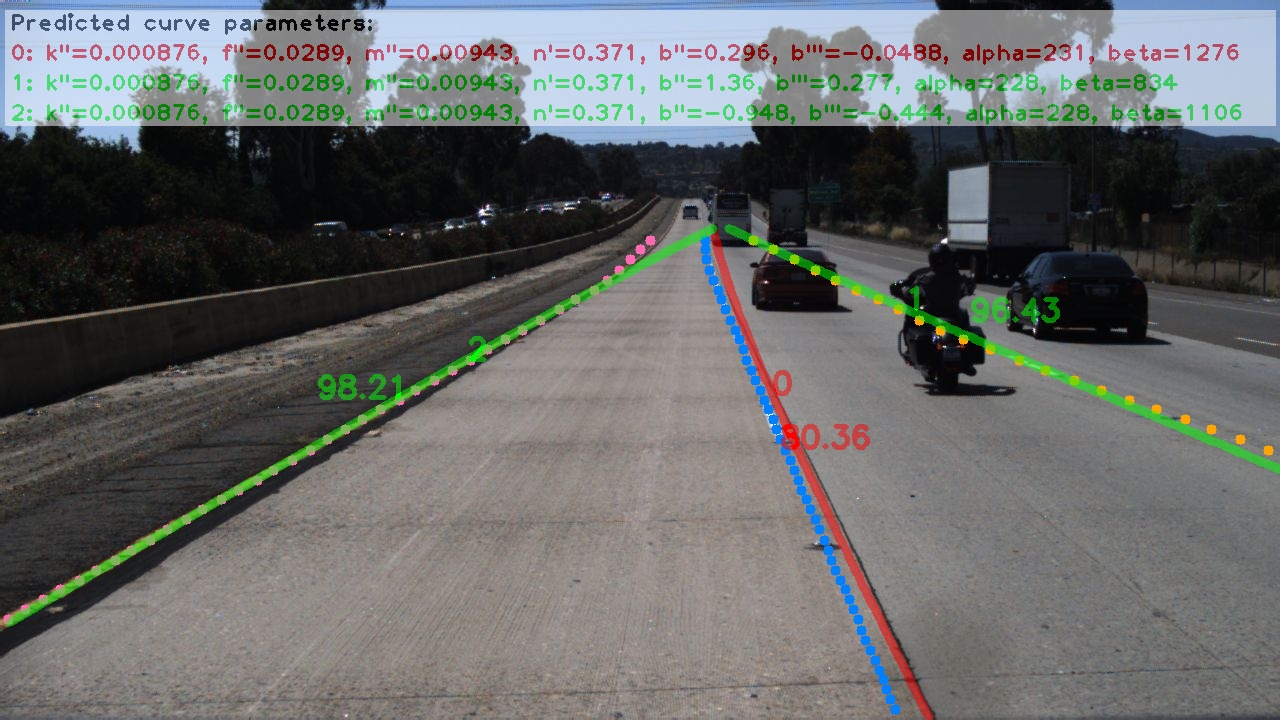 Predicted curve parameters:
0: k''=0.000876, f''=0.0289, m''=0.00943, n'=0.371, b''=0.296, b'''=-0.0488, alpha=231, beta=1276
1: k''=0.000876, f''=0.0289, m''=0.00943, n'=0.371, b''=1.36, b'''=0.277, alpha=228, beta=834
2: k''=0.000876, f''=0.0289, m''=0.00943, n'=0.371, b''=-0.948, b'''=-0.444, alpha=228, beta=1106
1
96.43
2
98.21
0
80.36